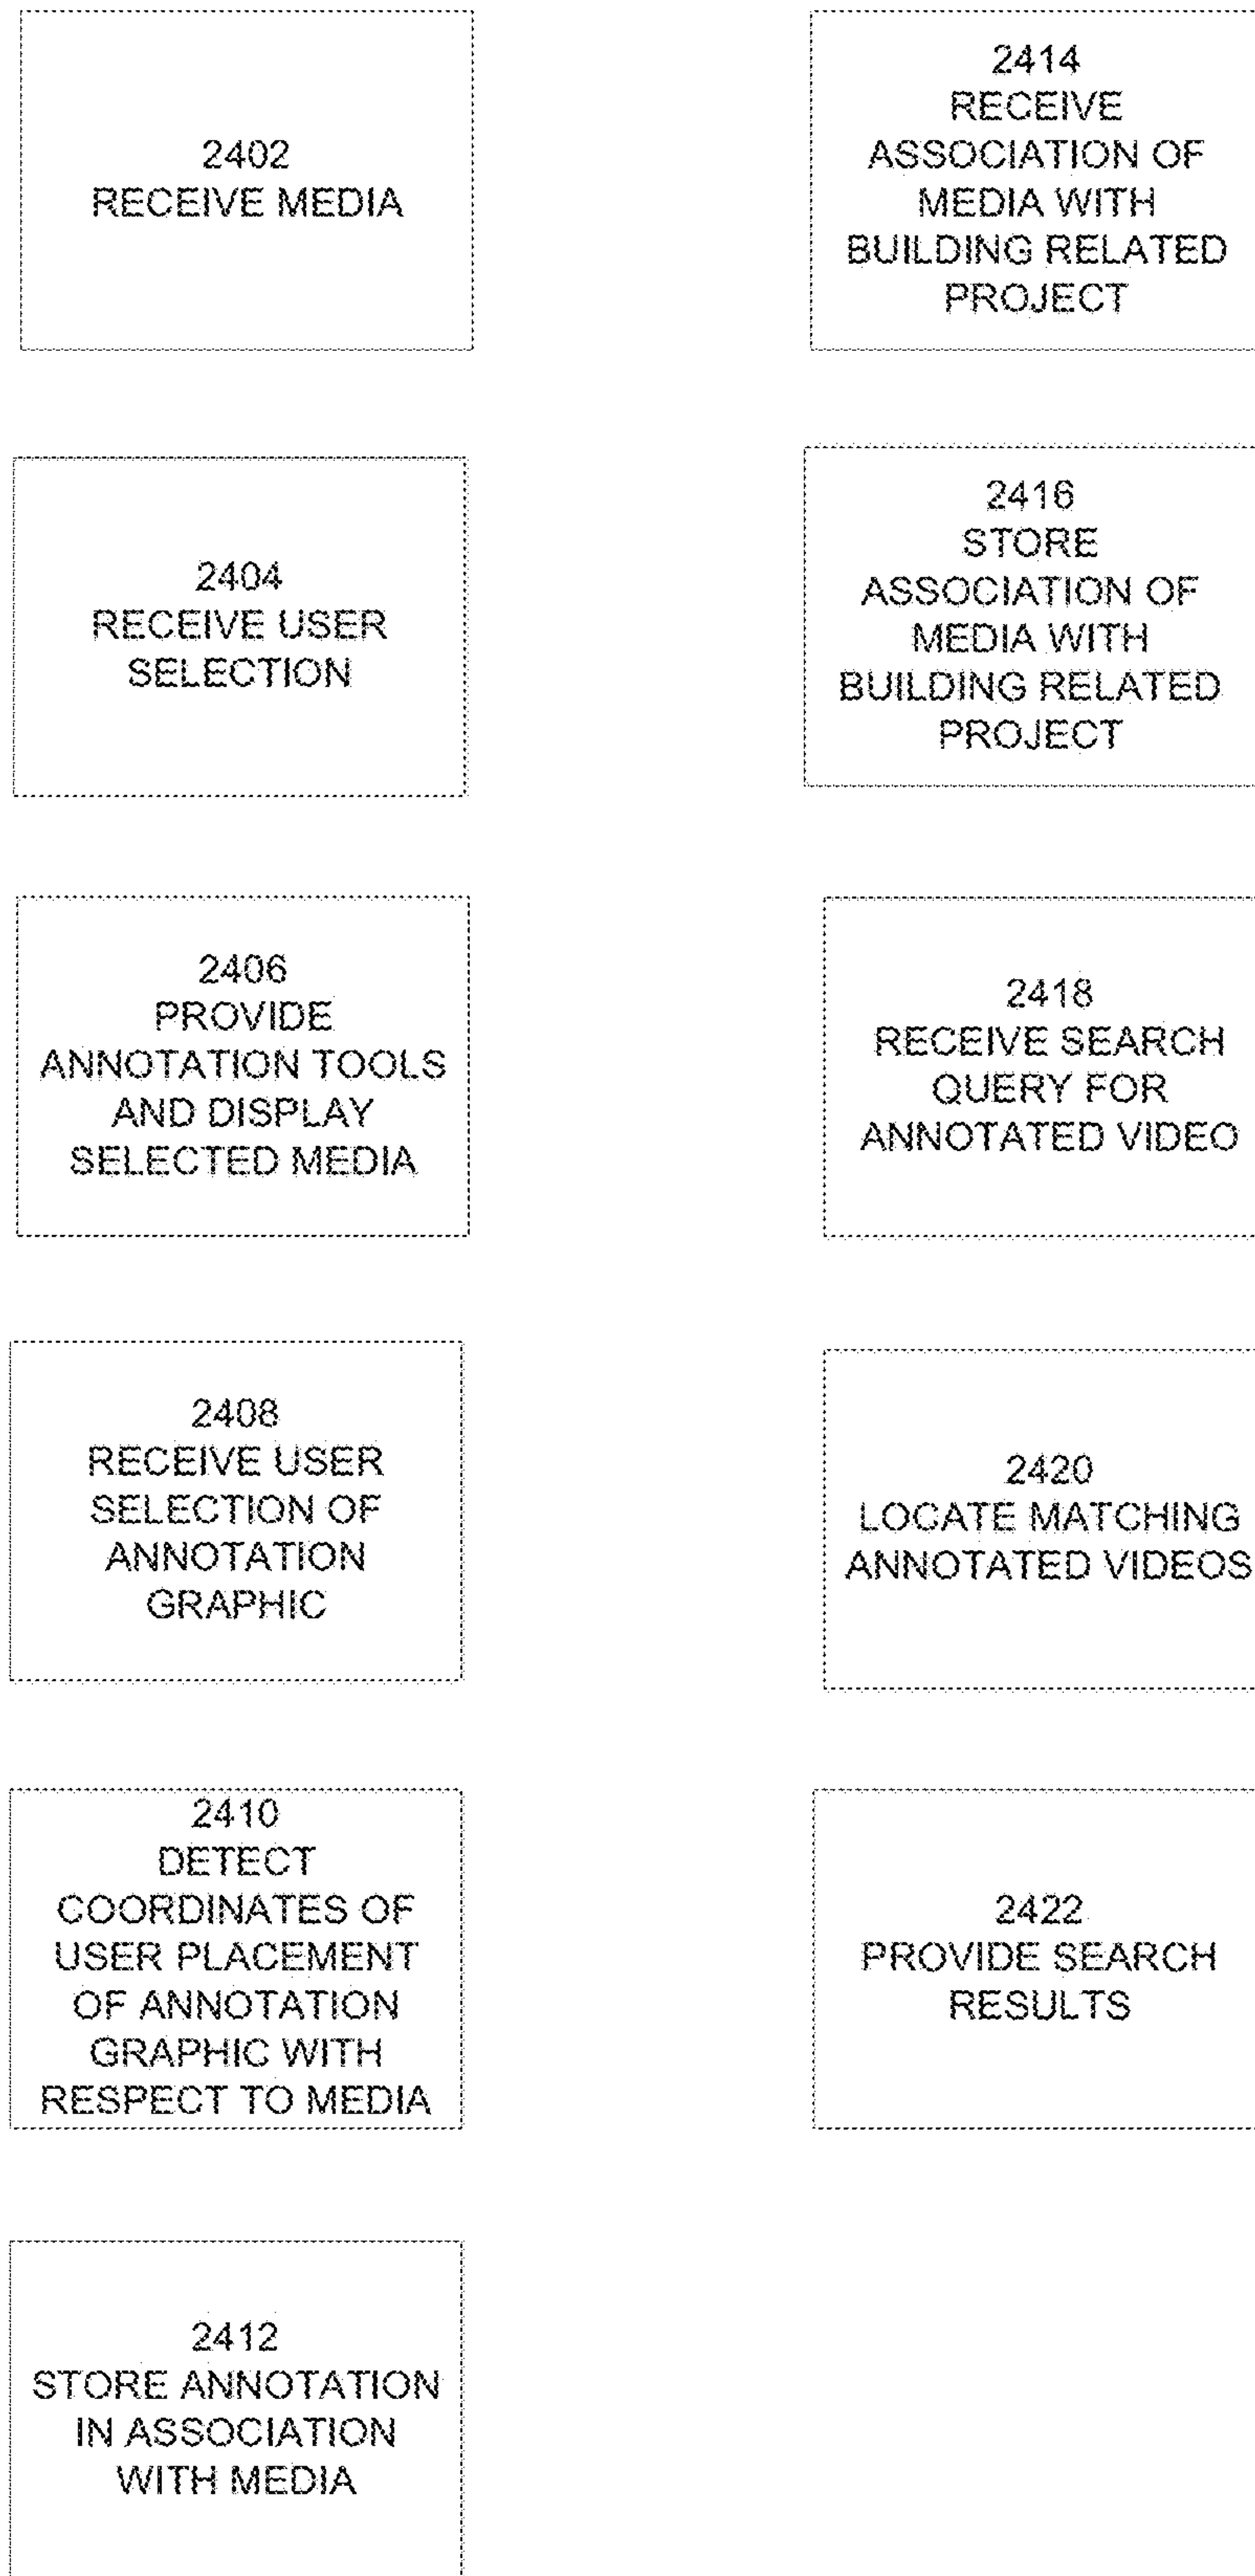 2402
RECEIVE MEDIA
2404
RECEIVE USER
SELECTION
2406
PROVIDE
ANNOTATION TOOLS
AND DISPLAY
SELECTED MEDIA
2408
RECEIVE USER
SELECTION OF
ANNOTATION
GRAPHIC
2410
DETECT
COORDINATES OF
USER PLACEMENT
OF ANNOTATION
GRAPHIC WITH
RESPECT TO MEDIA
2412
STORE ANNOTATION
IN ASSOCIATION
WITH MEDIA
2414
RECEIVE
ASSOCIATION OF
MEDIA WITH
BUILDING RELATED
PROJECT
2416
STORE
ASSOCIATION OF
MEDIA WITH
BUILDING RELATED
PROJECT
2418
RECEIVE SEARCH
QUERY FOR
ANNOTATED VIDEO
2420
LOCATE MATCHING
ANNOTATED VIDEOS
2422
PROVIDE SEARCH
RESULTS